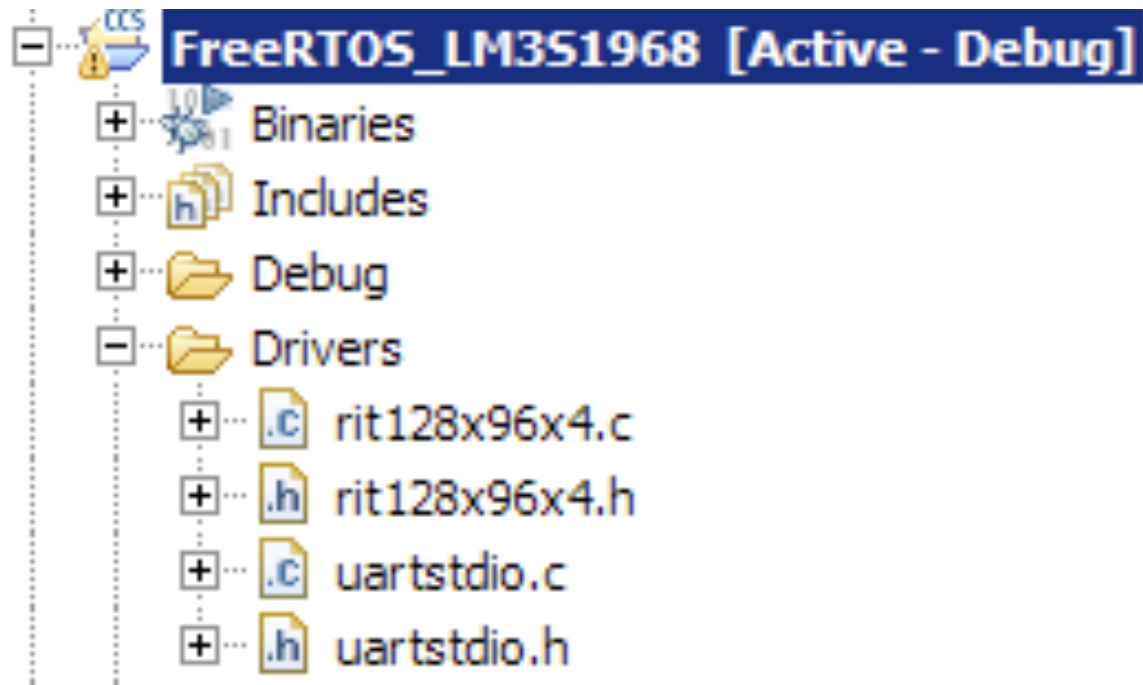 CCS
FreeRTOS_LM3S1968 [Active - Debug]
Binaries
Includes
h
Debug
Drivers
.c rit128x96x4.c
.h rit128x96x4.h
.c uartstdio.c
.h uartstdio.h